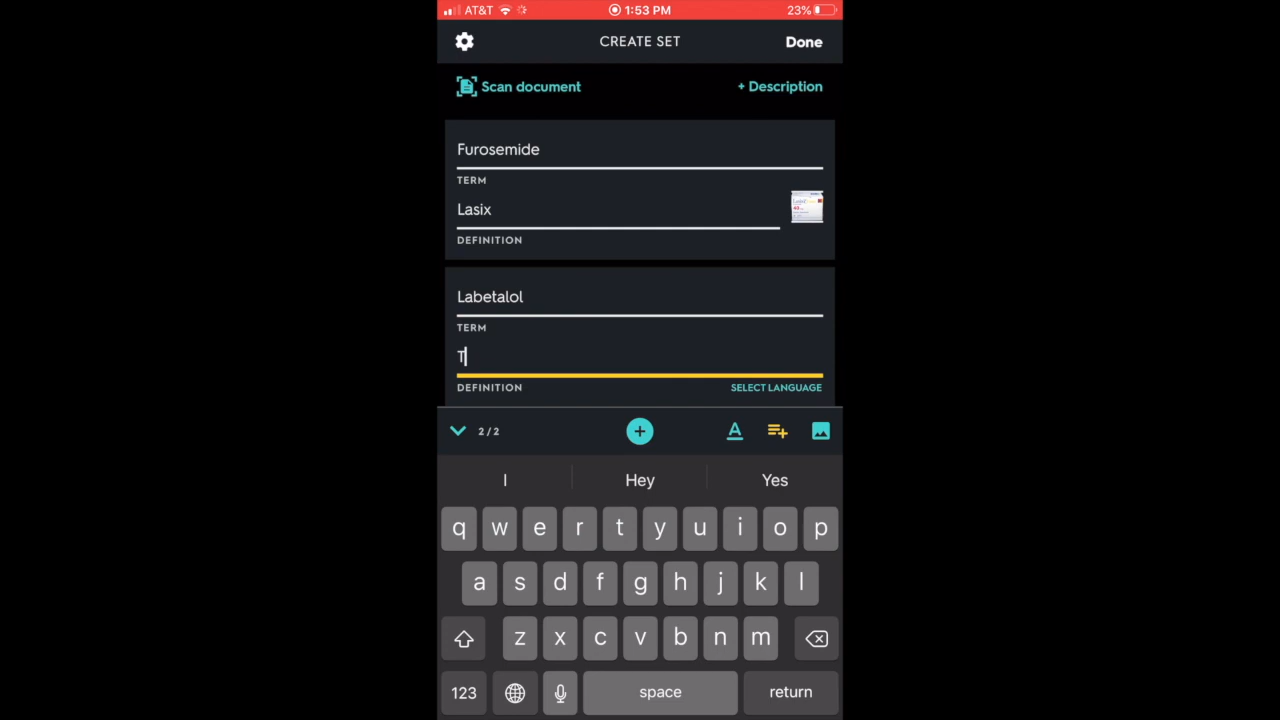 AT&T 1:53 PM 23%
CREATE SET Done
Scan document + Description
Furosemide
TERM
Lasix
DEFINITION
Labetalol
TERM
T
DEFINITION SELECT LANGUAGE
2/2 + A
I Hey Yes
q w e r t y u i o p
a s d f g h j k l
z x c v b n m
123 space return